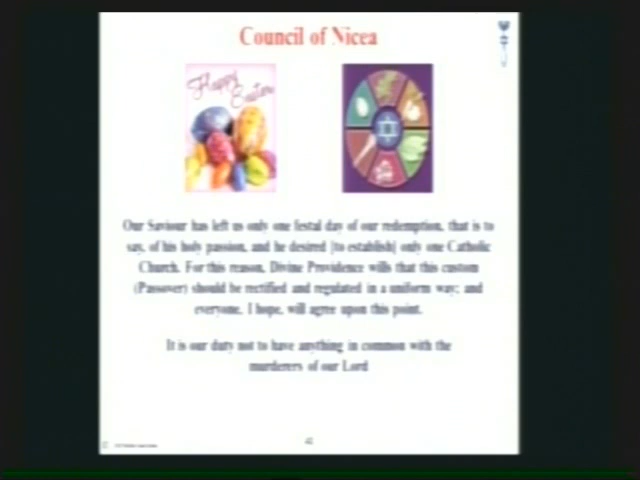 Council of Nicea
Happy
Easter
Our Saviour has left us only one festal day of our redemption, that is to
say, of his holy passion, and he desired [to establish] only one Catholic
Church. For this reason, Divine Providence wills that this custom
(Passover) should be rectified and regulated in a uniform way; and
everyone, I hope, will agree upon this point.
It is our duty not to have anything in common with the
murderers of our Lord
42